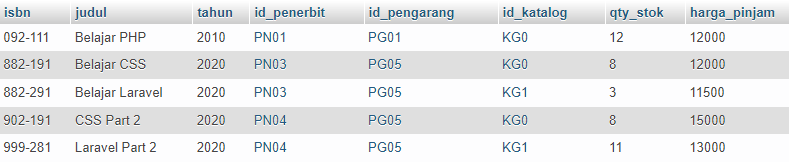 isbn judul tahun id_penerbit id_pengarang id_katalog qty_stok harga_pinjam
092-111 Belajar PHP 2010 PN01 PG01 KG0 12 12000
882-191 Belajar CSS 2020 PN03 PG05 KG0 8 12000
882-291 Belajar Laravel 2020 PN03 PG05 KG1 3 11500
902-191 CSS Part 2 2020 PN04 PG05 KG0 8 15000
999-281 Laravel Part 2 2020 PN04 PG05 KG1 11 13000